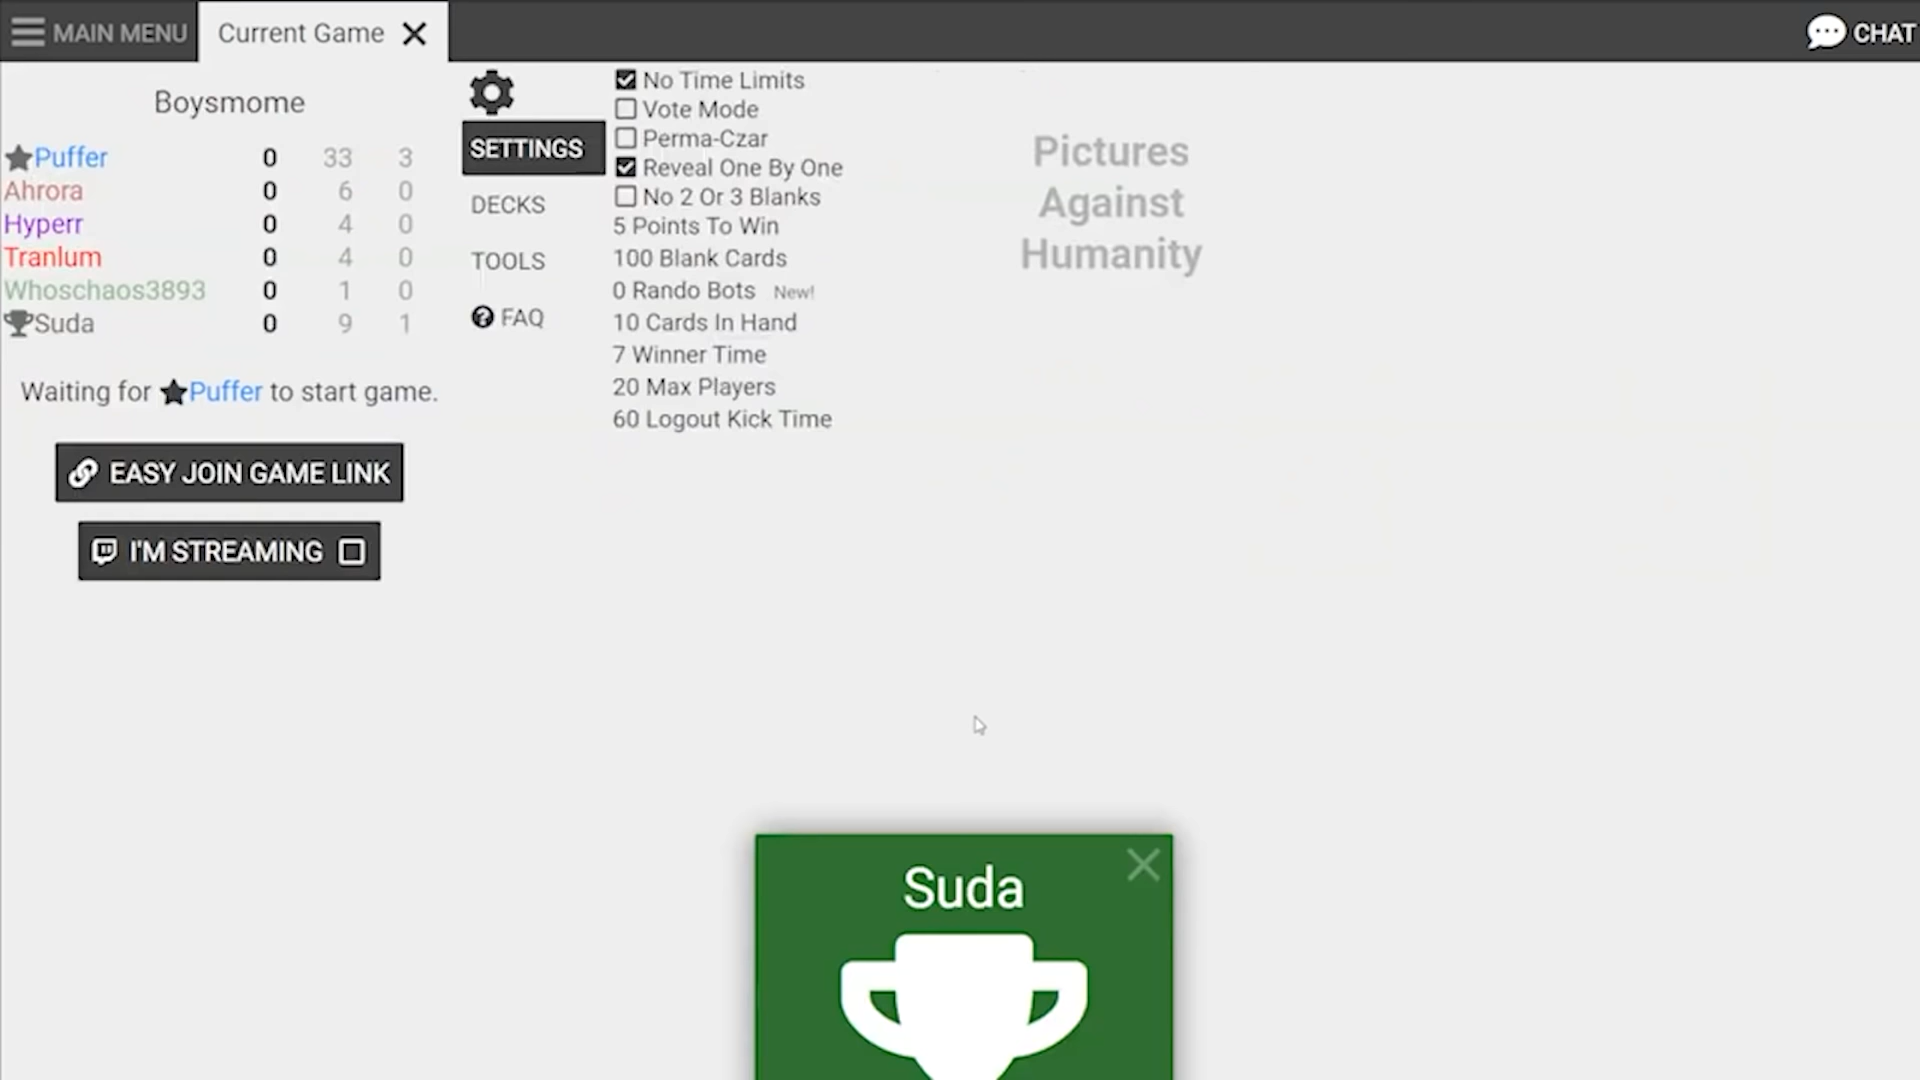 MAIN MENU
Current Game
CHAT
Boysmome
Puffer 0 33 3
Ahrora 0 6 0
Hyperr 0 4 0
Tranlum 0 4 0
Whoschaos3893 0 1 0
Suda 0 9 1
Waiting for Puffer to start game.
EASY JOIN GAME LINK
I'M STREAMING
SETTINGS
DECKS
TOOLS
FAQ
No Time Limits
Vote Mode
Perma-Czar
Reveal One By One
No 2 Or 3 Blanks
5 Points To Win
100 Blank Cards
0 Rando Bots New!
10 Cards In Hand
7 Winner Time
20 Max Players
60 Logout Kick Time
Pictures
Against
Humanity
Suda